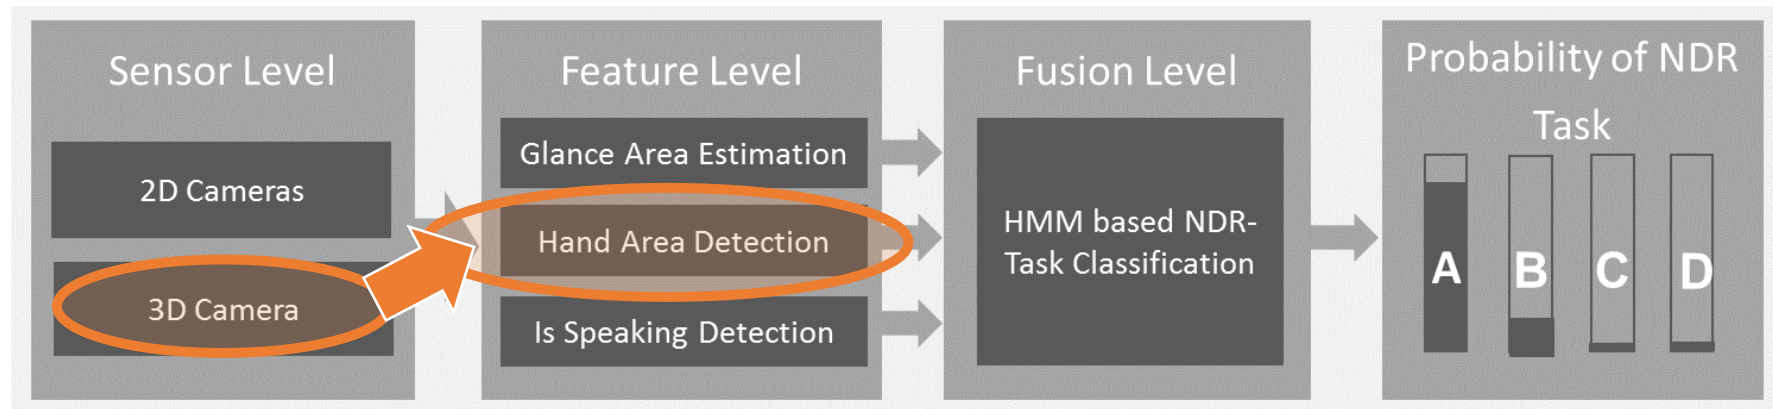 Sensor Level
2D Cameras
3D Camera
Feature Level
Glance Area Estimation
Hand Area Detection
Is Speaking Detection
Fusion Level
HMM based NDR-
Task Classification
Probability of NDR
Task
A B C D